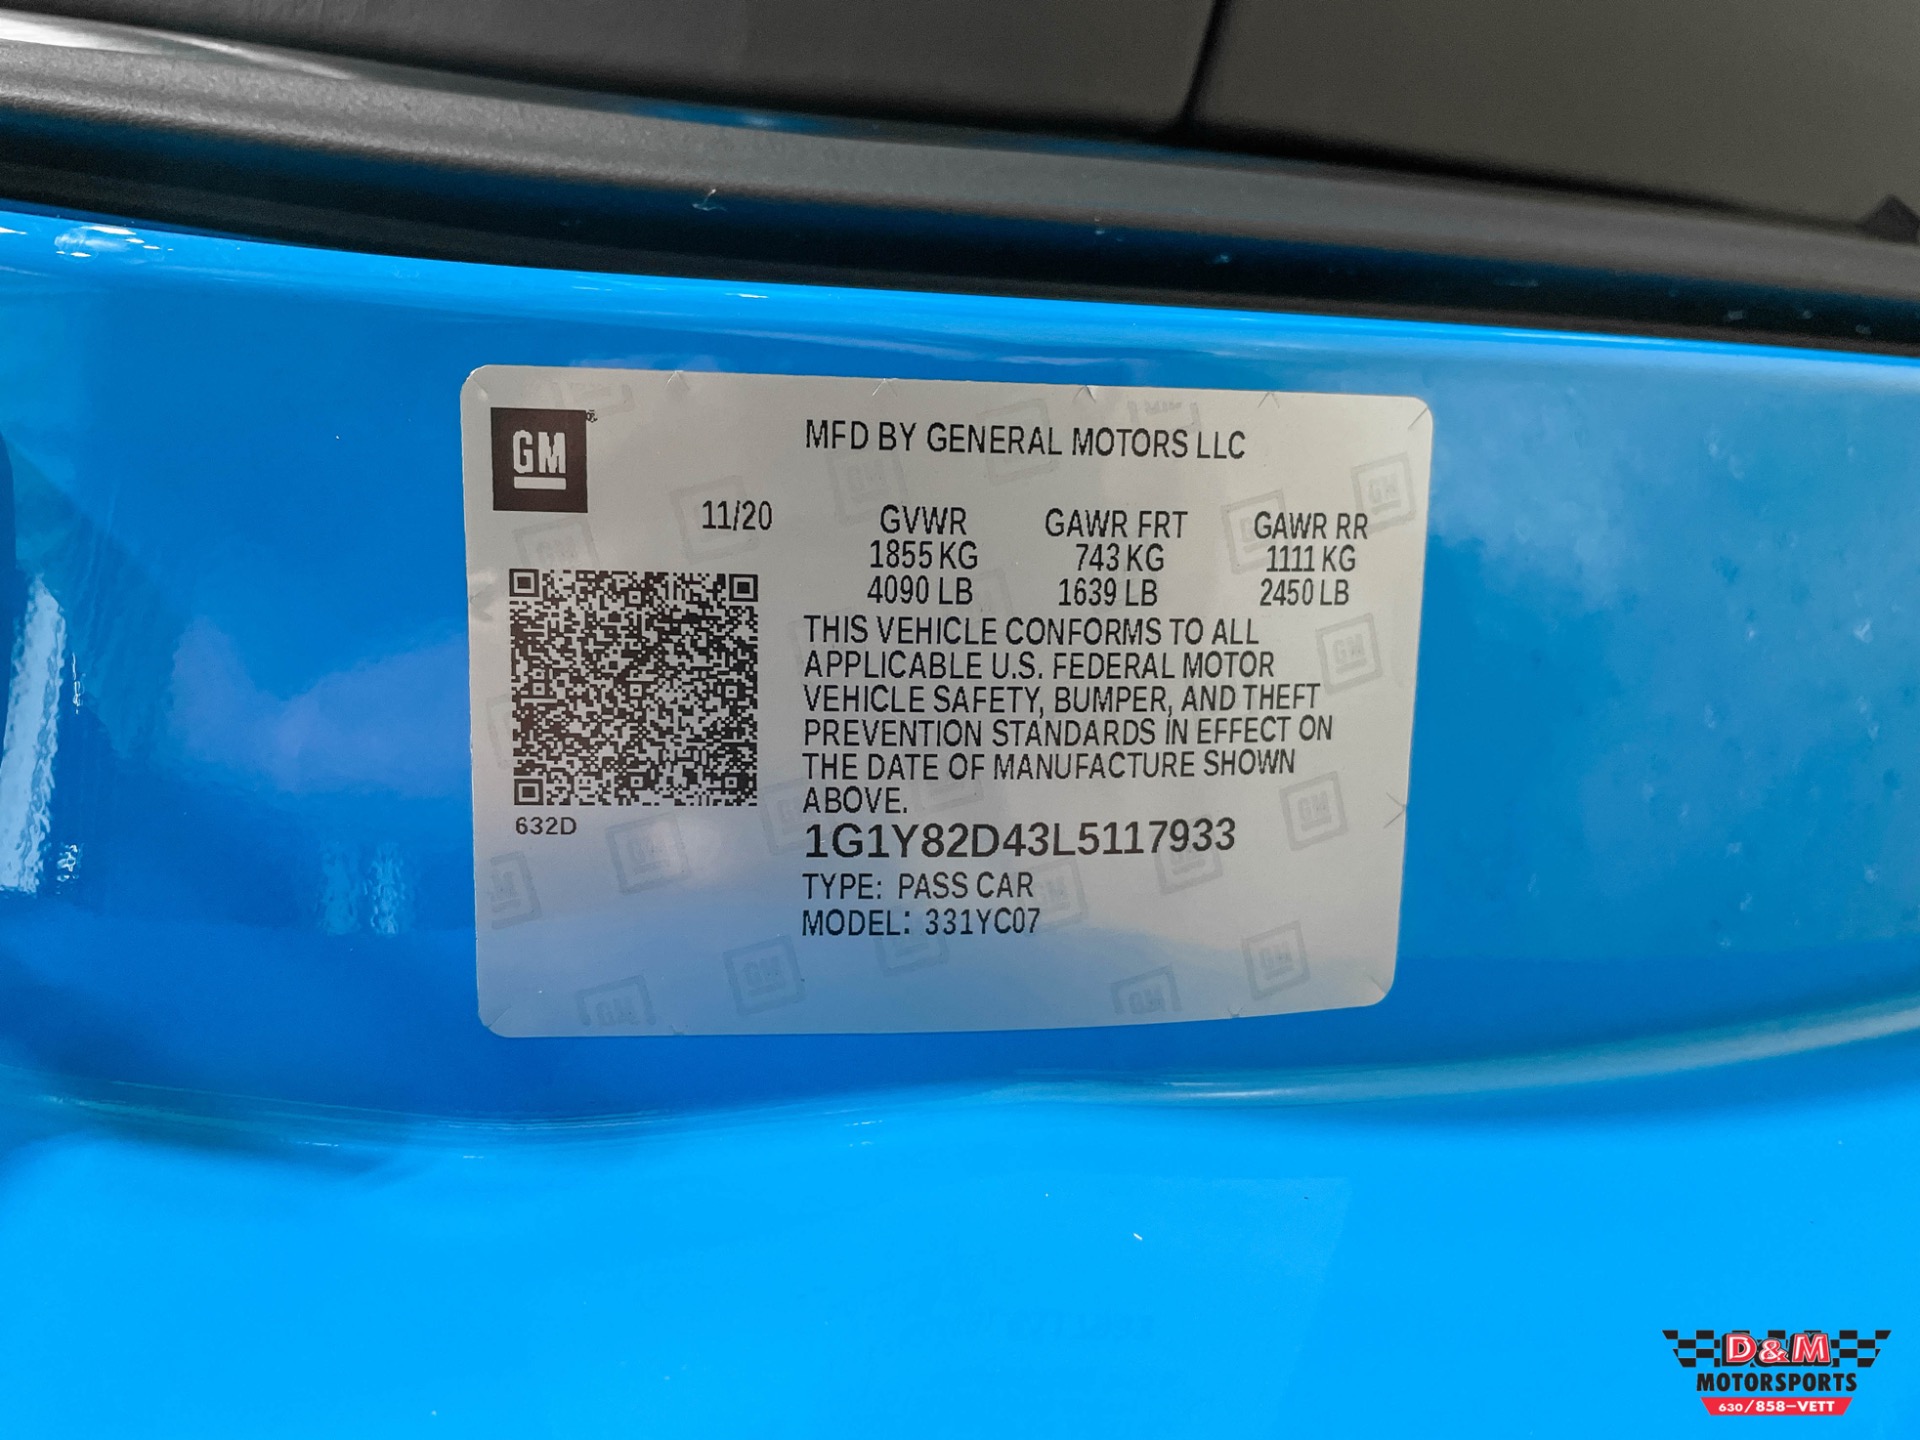 GM
MFD BY GENERAL MOTORS LLC
11/20 GVWR GAWR FRT GAWR RR
1855 KG 743 KG 1111 KG
4090 LB 1639 LB 2450 LB
THIS VEHICLE CONFORMS TO ALL
APPLICABLE U.S. FEDERAL MOTOR
VEHICLE SAFETY, BUMPER, AND THEFT
PREVENTION STANDARDS IN EFFECT ON
THE DATE OF MANUFACTURE SHOWN
ABOVE.
632D
1G1Y82D43L5117933
TYPE: PASS CAR
MODEL: 331YC07
D&M
MOTORSPORTS
630/858-VETT